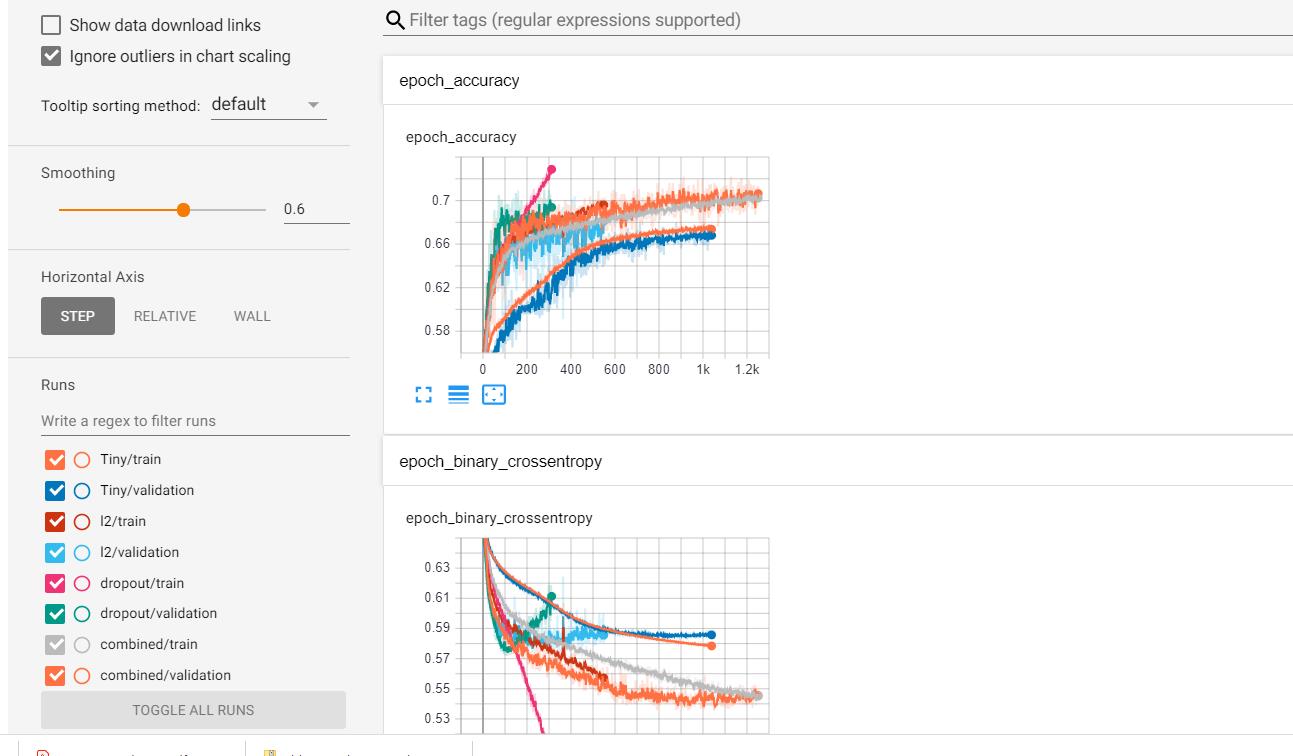 Show data download links
Ignore outliers in chart scaling
Tooltip sorting method: default
Smoothing
0.6
Horizontal Axis
STEP RELATIVE WALL
Runs
Write a regex to filter runs
Tiny/train
Tiny/validation
l2/train
l2/validation
dropout/train
dropout/validation
combined/train
combined/validation
TOGGLE ALL RUNS
Filter tags (regular expressions supported)
epoch_accuracy
epoch_accuracy
0.7
0.66
0.62
0.58
0 200 400 600 800 1k 1.2k
epoch_binary_crossentropy
epoch_binary_crossentropy
0.63
0.61
0.59
0.57
0.55
0.53